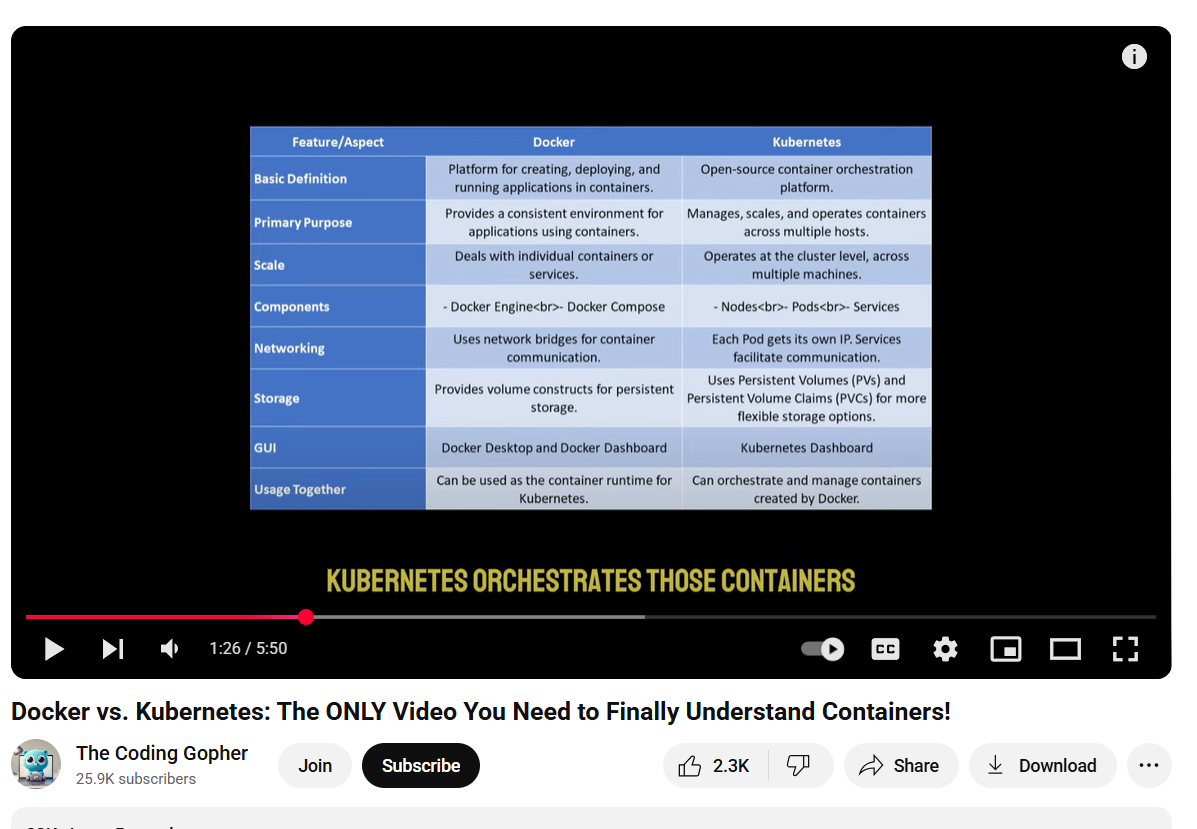 i
Feature/Aspect Docker Kubernetes
Basic Definition
Platform for creating, deploying, and
running applications in containers.
Open-source container orchestration
platform.
Primary Purpose
Provides a consistent environment for
applications using containers.
Manages, scales, and operates containers
across multiple hosts.
Scale
Deals with individual containers or
services.
Operates at the cluster level, across
multiple machines.
Components
- Docker Engine<br>- Docker Compose
- Nodes<br>- Pods<br>- Services
Networking
Uses network bridges for container
communication.
Each Pod gets its own IP. Services
facilitate communication.
Storage
Provides volume constructs for persistent
storage.
Uses Persistent Volumes (PVs) and
Persistent Volume Claims (PVCs) for more
flexible storage options.
GUI
Docker Desktop and Docker Dashboard
Kubernetes Dashboard
Usage Together
Can be used as the container runtime for
Kubernetes.
Can orchestrate and manage containers
created by Docker.
KUBERNETES ORCHESTRATES THOSE CONTAINERS
1:26 / 5:50
CC
Docker vs. Kubernetes: The ONLY Video You Need to Finally Understand Containers!
The Coding Gopher
25.9K subscribers
Join
Subscribe
2.3K
Share
Download